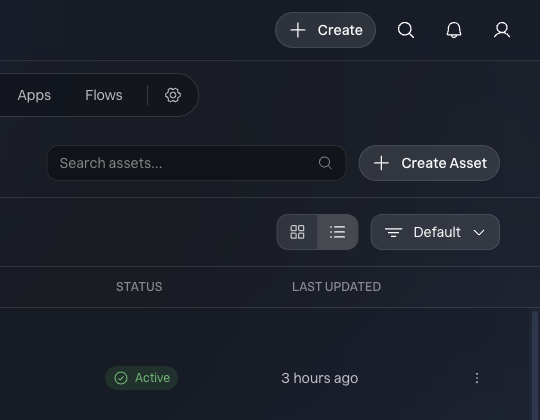 Create
Apps Flows
Search assets...
Create Asset
Default
STATUS LAST UPDATED
Active 3 hours ago